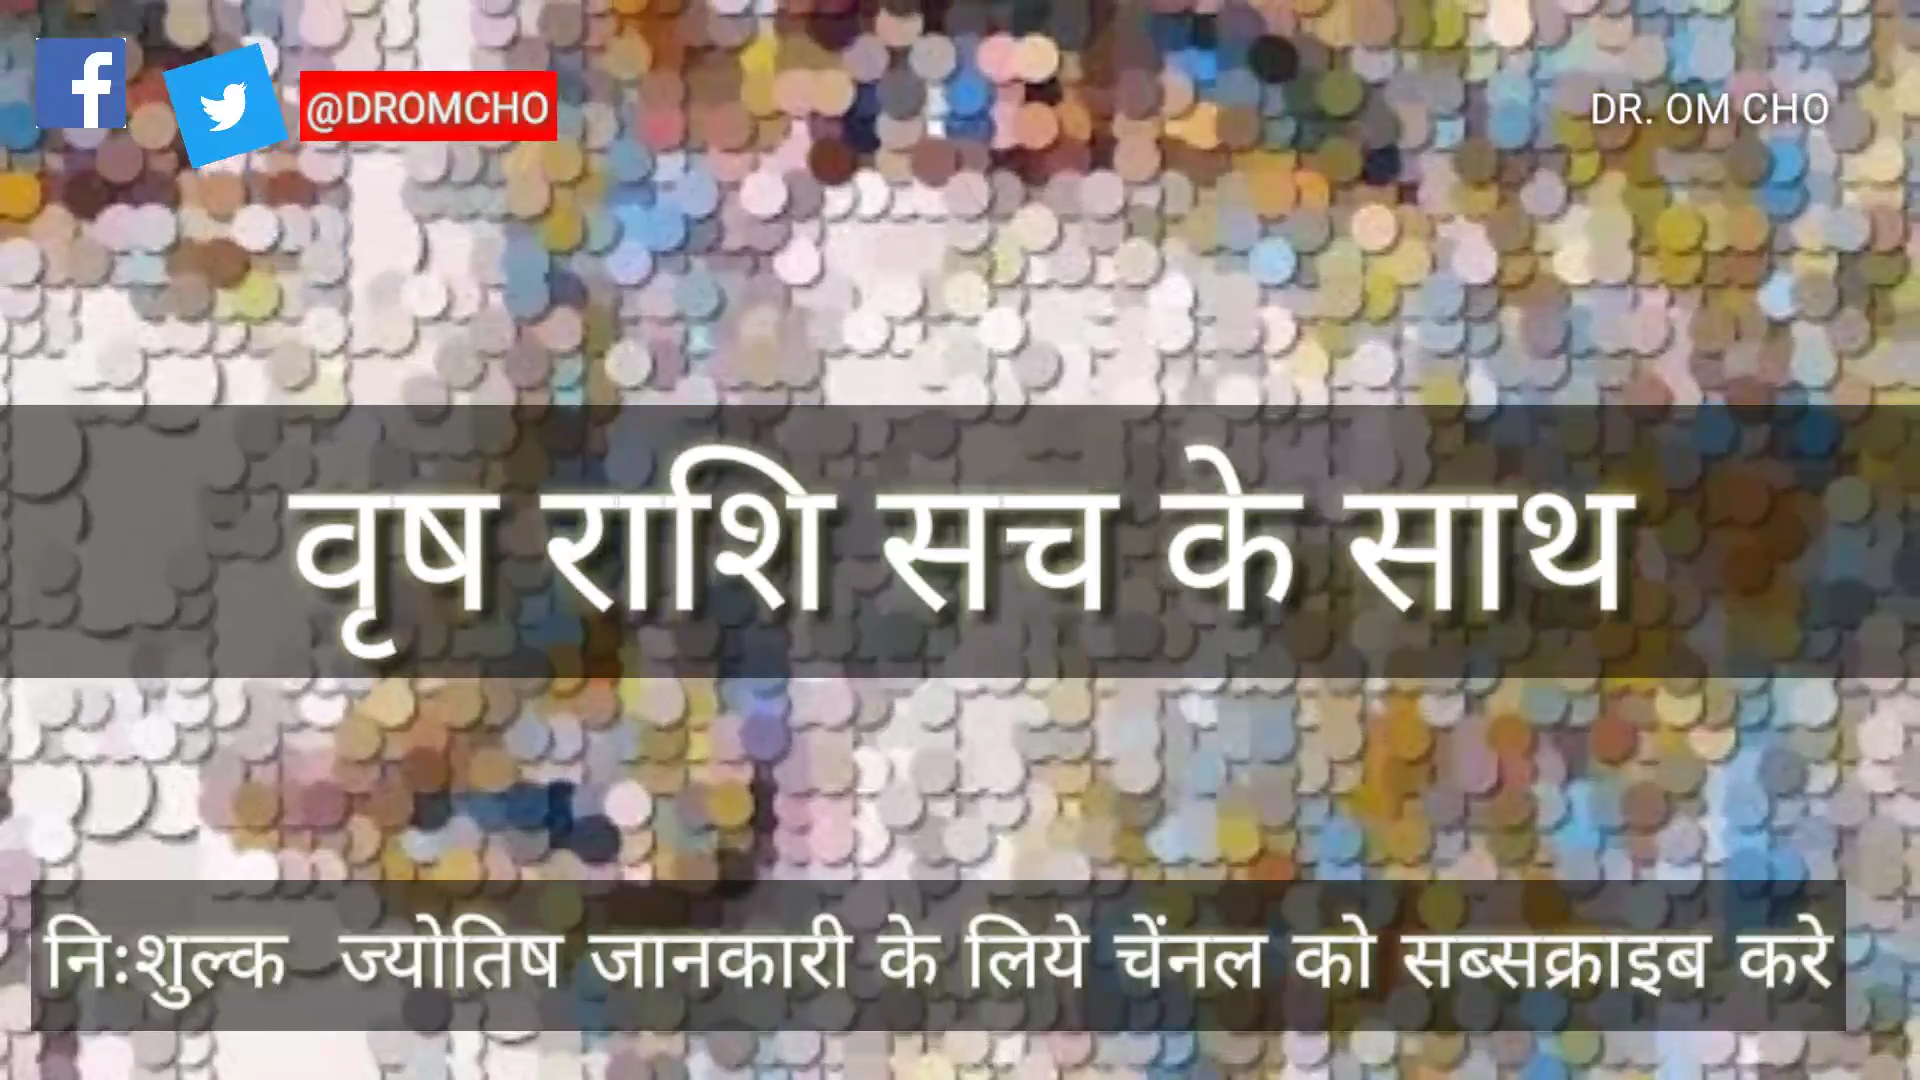 @DROMCHO
DR. OM CHO
वृष राशि सच के साथ
नि:शुल्क ज्योतिष जानकारी के लिये चेंनल को सब्सक्राइब करे